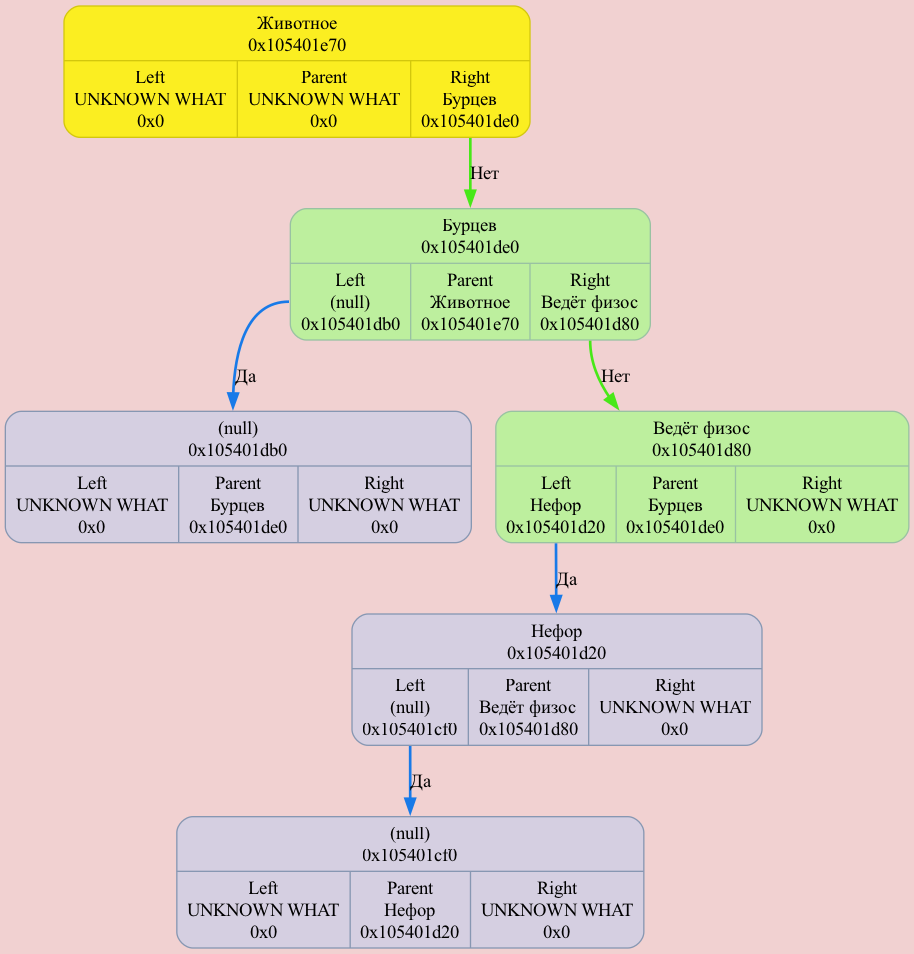 Животное
0x105401e70
Left
UNKNOWN WHAT
0x0
Parent
UNKNOWN WHAT
0x0
Right
Бурцев
0x105401de0
Нет
Бурцев
0x105401de0
Left
(null)
0x105401db0
Parent
Животное
0x105401e70
Right
Ведёт физос
0x105401d80
Да
Нет
(null)
0x105401db0
Left
UNKNOWN WHAT
0x0
Parent
Бурцев
0x105401de0
Right
UNKNOWN WHAT
0x0
Ведёт физос
0x105401d80
Left
Нефор
0x105401d20
Parent
Бурцев
0x105401de0
Right
UNKNOWN WHAT
0x0
Да
Нефор
0x105401d20
Left
(null)
0x105401cf0
Parent
Ведёт физос
0x105401d80
Right
UNKNOWN WHAT
0x0
Да
(null)
0x105401cf0
Left
UNKNOWN WHAT
0x0
Parent
Нефор
0x105401d20
Right
UNKNOWN WHAT
0x0